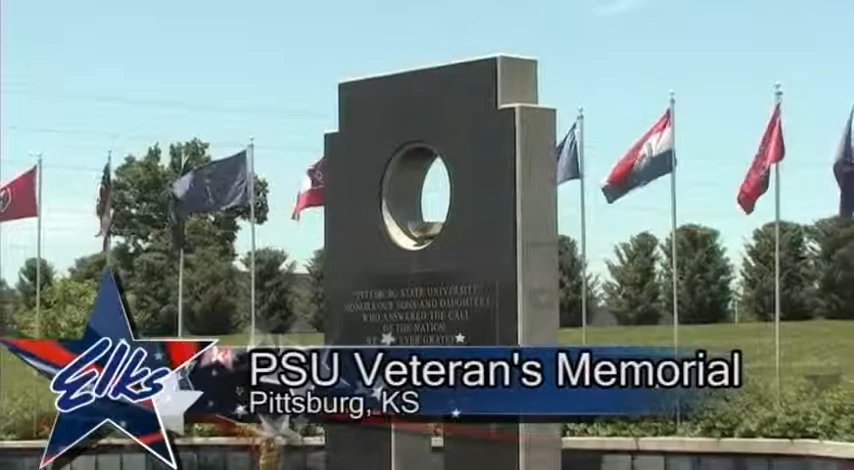 "PITTSBURG STATE UNIVERSITY
HONORS OUR SONS AND DAUGHTERS
WHO ANSWERED THE CALL
OF THE NATION
EVER
Elks
PSU Veteran's Memorial
Pittsburg, KS